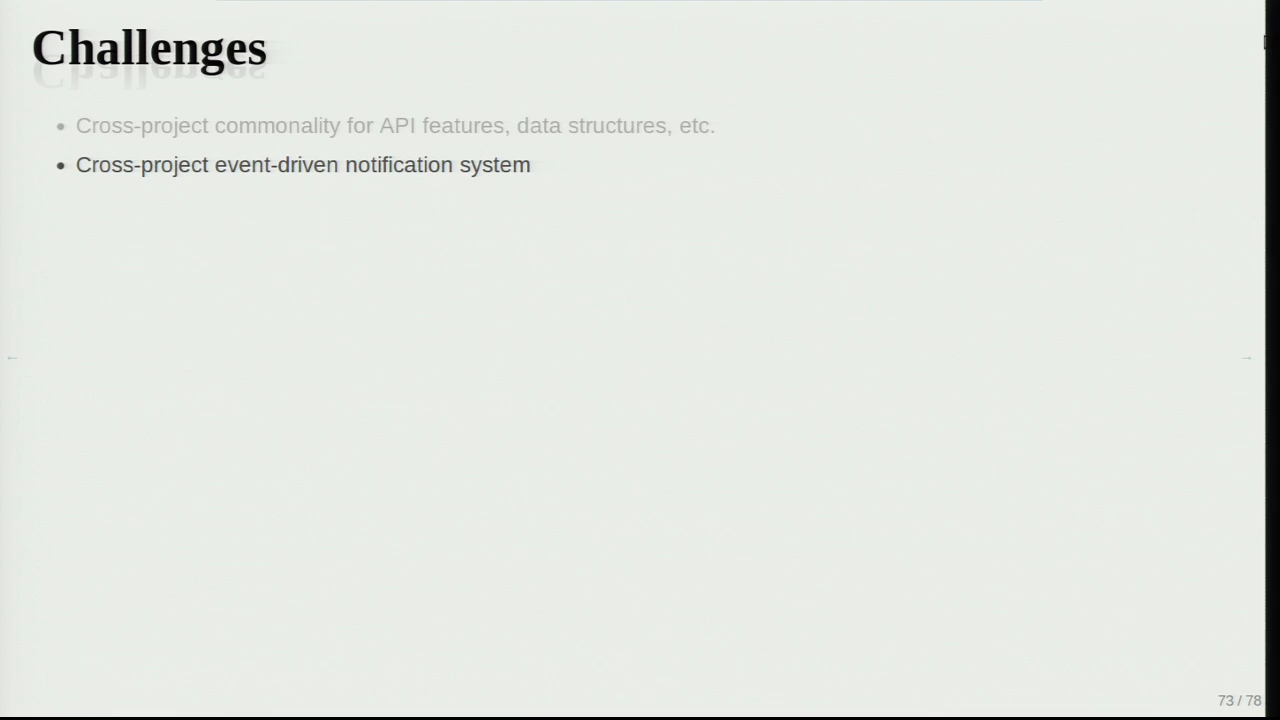 Challenges
• Cross-project commonality for API features, data structures, etc.
• Cross-project event-driven notification system
←
→
73 / 78